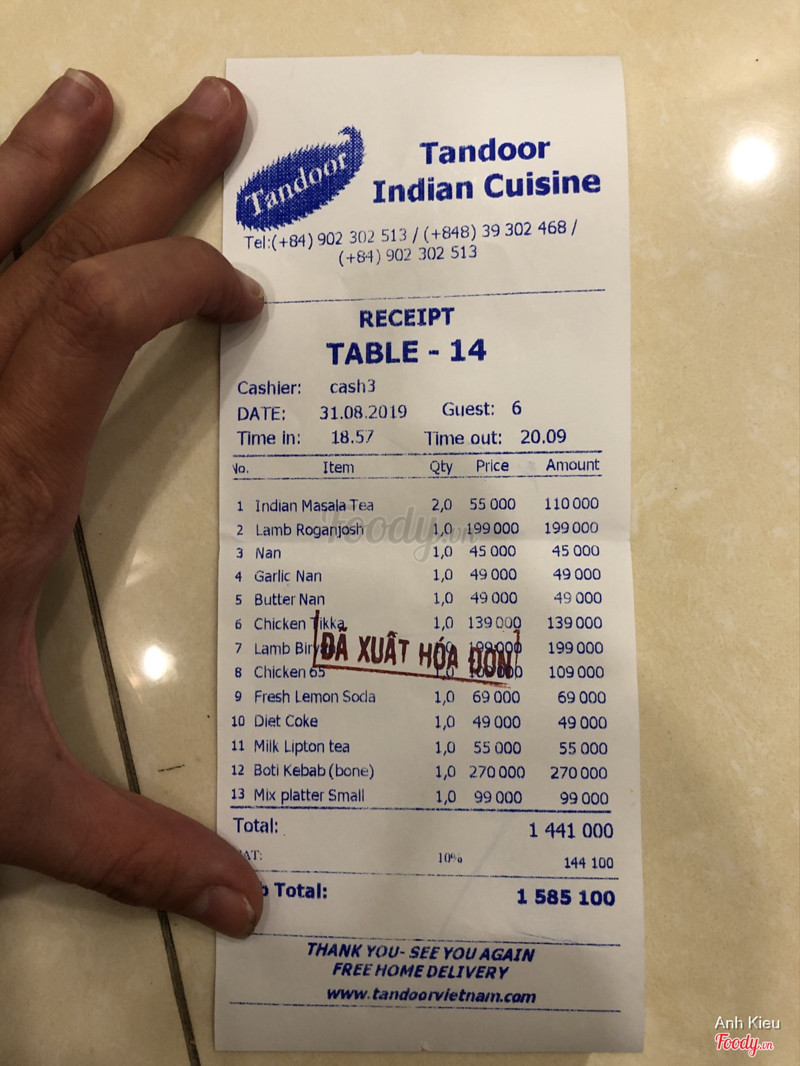 Tandoor
Tandoor
Indian Cuisine
Tel:(+84) 902 302 513 / (+848) 39 302 468 /
(+84) 902 302 513
RECEIPT
TABLE - 14
Cashier: cash3
DATE: 31.08.2019 Guest: 6
Time in: 18.57 Time out: 20.09
No. Item Qty Price Amount
1 Indian Masala Tea 2,0 55 000 110 000
2 Lamb Roganjosh 1,0 199 000 199 000
3 Nan 1,0 45 000 45 000
4 Garlic Nan 1,0 49 000 49 000
5 Butter Nan 1,0 49 000 49 000
6 Chicken Tikka 1,0 139 000 139 000
7 Lamb 1,0 199 000 199 000
ĐÃ XUẤT HÓA ĐƠN
8 Chicken 65 1,0 109 000
9 Fresh Lemon Soda 1,0 69 000 69 000
10 Diet Coke 1,0 49 000 49 000
11 Milk Lipton tea 1,0 55 000 55 000
12 Boti Kebab (bone) 1,0 270 000 270 000
13 Mix platter Small 1,0 99 000 99 000
Total: 1 441 000
10% 144 100
Total: 1 585 100
THANK YOU- SEE YOU AGAIN
FREE HOME DELIVERY
www.tandoorvietnam.com
Foody.vn
Anh Kieu
Foody.vn